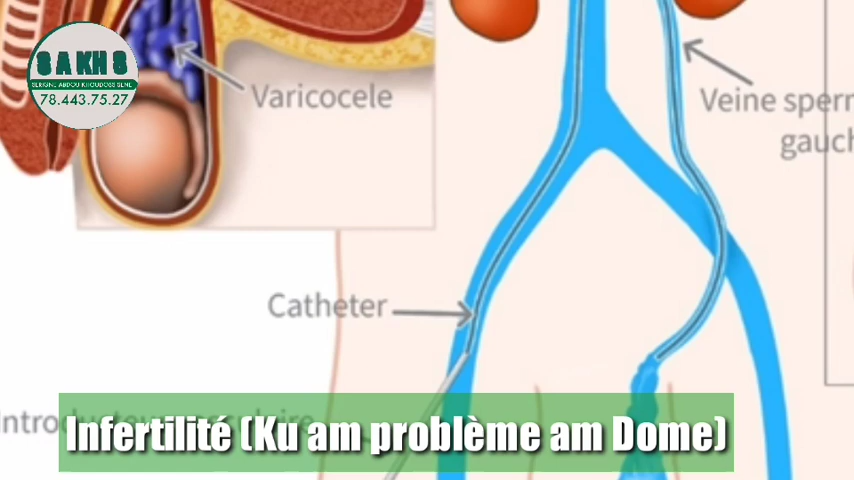 SAKHS
SERIGNE ABDOU KHOUDOSS SENE
78.443.75.27
Varicocele
Veine sperm
gauch
Catheter
Infertilité (Ku am problème am Dome)